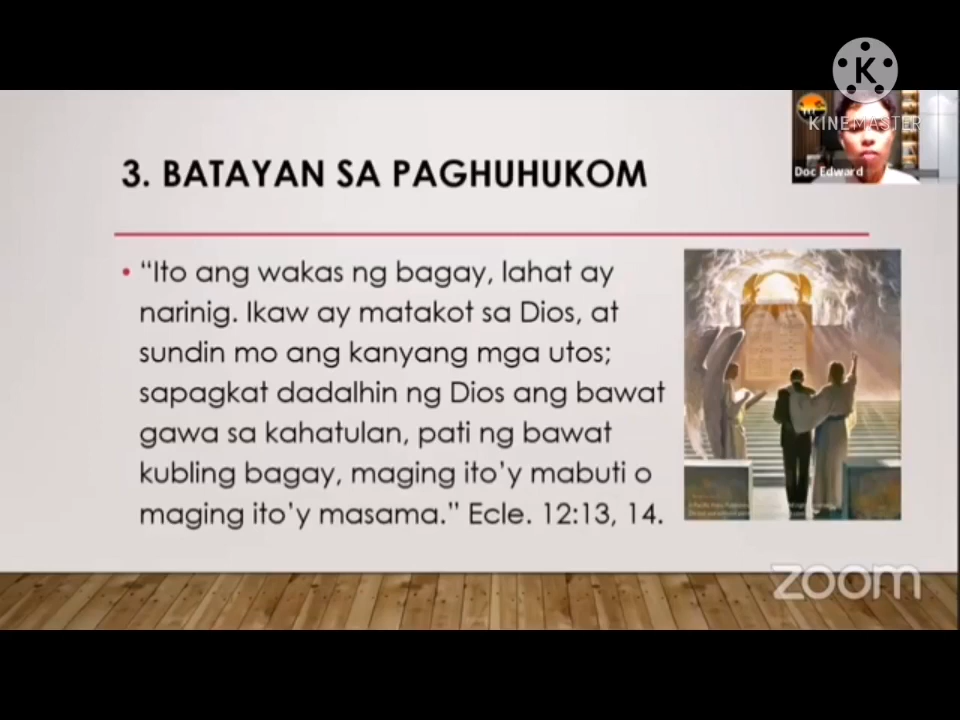 K
KINEMASTER
Doc Edward
3. BATAYAN SA PAGHUHUKOM
• “Ito ang wakas ng bagay, lahat ay
narinig. Ikaw ay matakot sa Dios, at
sundin mo ang kanyang mga utos;
sapagkat dadalhin ng Dios ang bawat
gawa sa kahatulan, pati ng bawat
kubling bagay, maging ito’y mabuti o
maging ito’y masama.” Ecle. 12:13, 14.
zoom